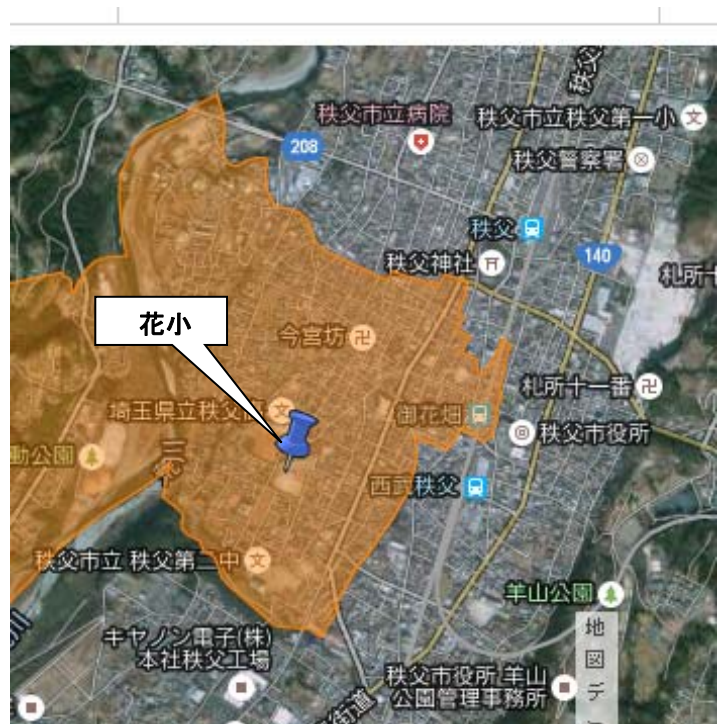 秩父市立病院
秩父市立秩父第一小
208
秩父警察署
秩父
140
秩父神社
札所十
花小
今宮坊
札所十一番
埼玉県立秩父
御花畑
秩父市役所
動公園
西武秩父
秩父市立 秩父第二中
羊山公園
キヤノン電子(株)
本社秩父工場
地図デ
秩父市役所 羊山
公園管理事務所
街道